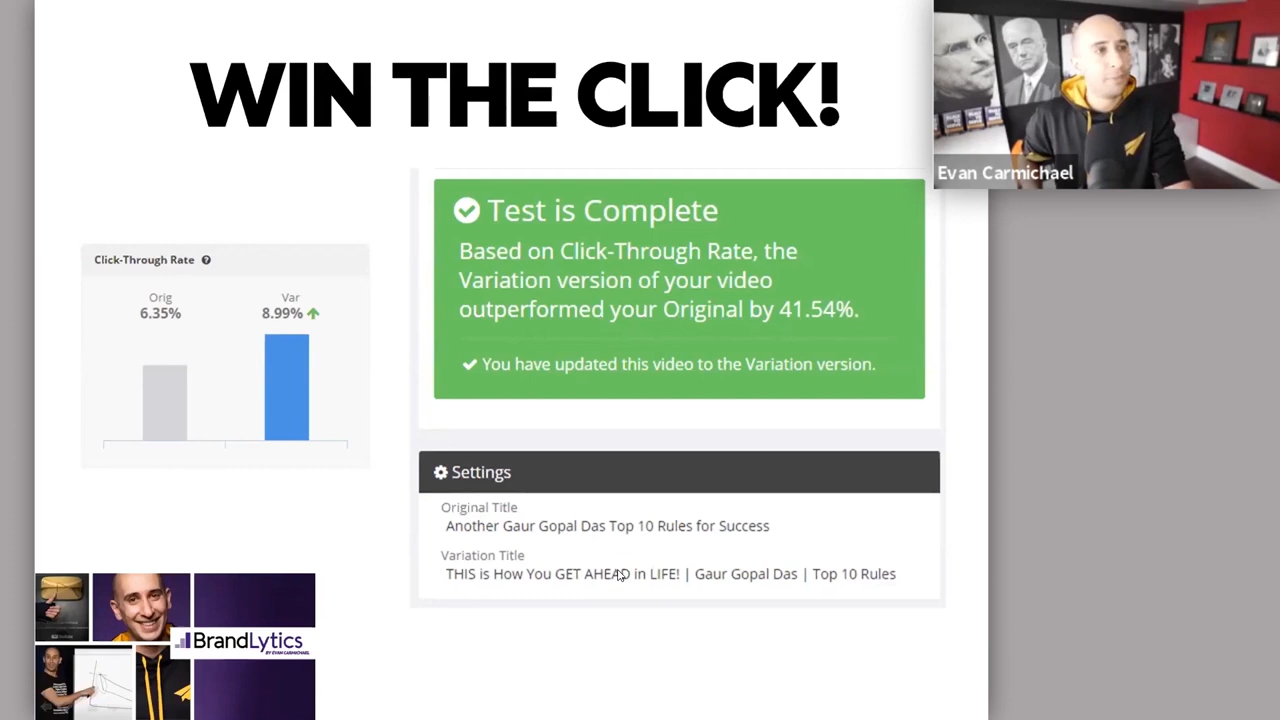 WIN THE CLICK!
Evan Carmichael
Test is Complete
Based on Click-Through Rate, the
Variation version of your video
outperformed your Original by 41.54%.
You have updated this video to the Variation version.
Click-Through Rate
Orig
6.35%
Var
8.99%
Settings
Original Title
Another Gaur Gopal Das Top 10 Rules for Success
Variation Title
THIS is How You GET AHEAD in LIFE! | Gaur Gopal Das | Top 10 Rules
BrandLytics
BY EVAN CARMICHAEL